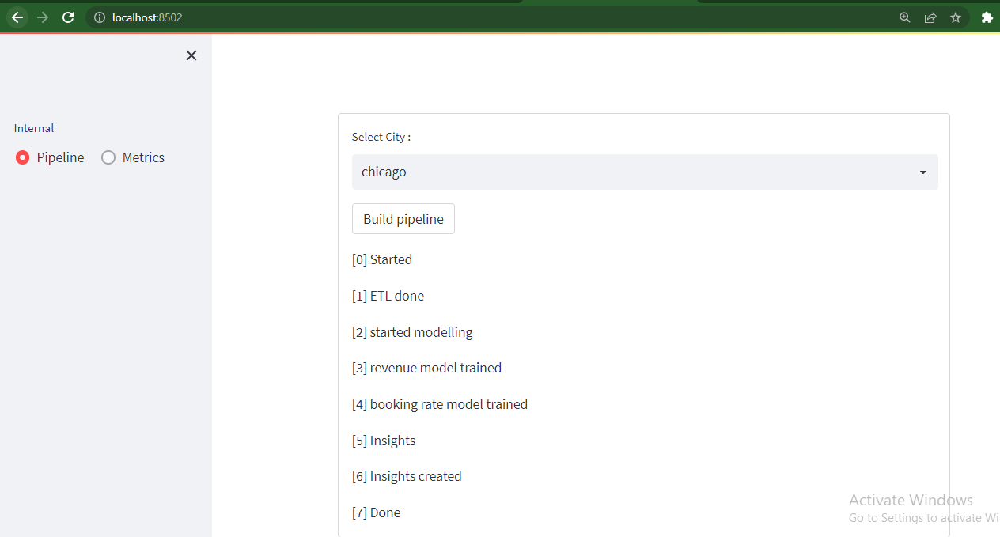 localhost:8502
Internal
Pipeline Metrics
Select City :
chicago
Build pipeline
[0] Started
[1] ETL done
[2] started modelling
[3] revenue model trained
[4] booking rate model trained
[5] Insights
[6] Insights created
[7] Done
Activate Windows
Go to Settings to activate Wi